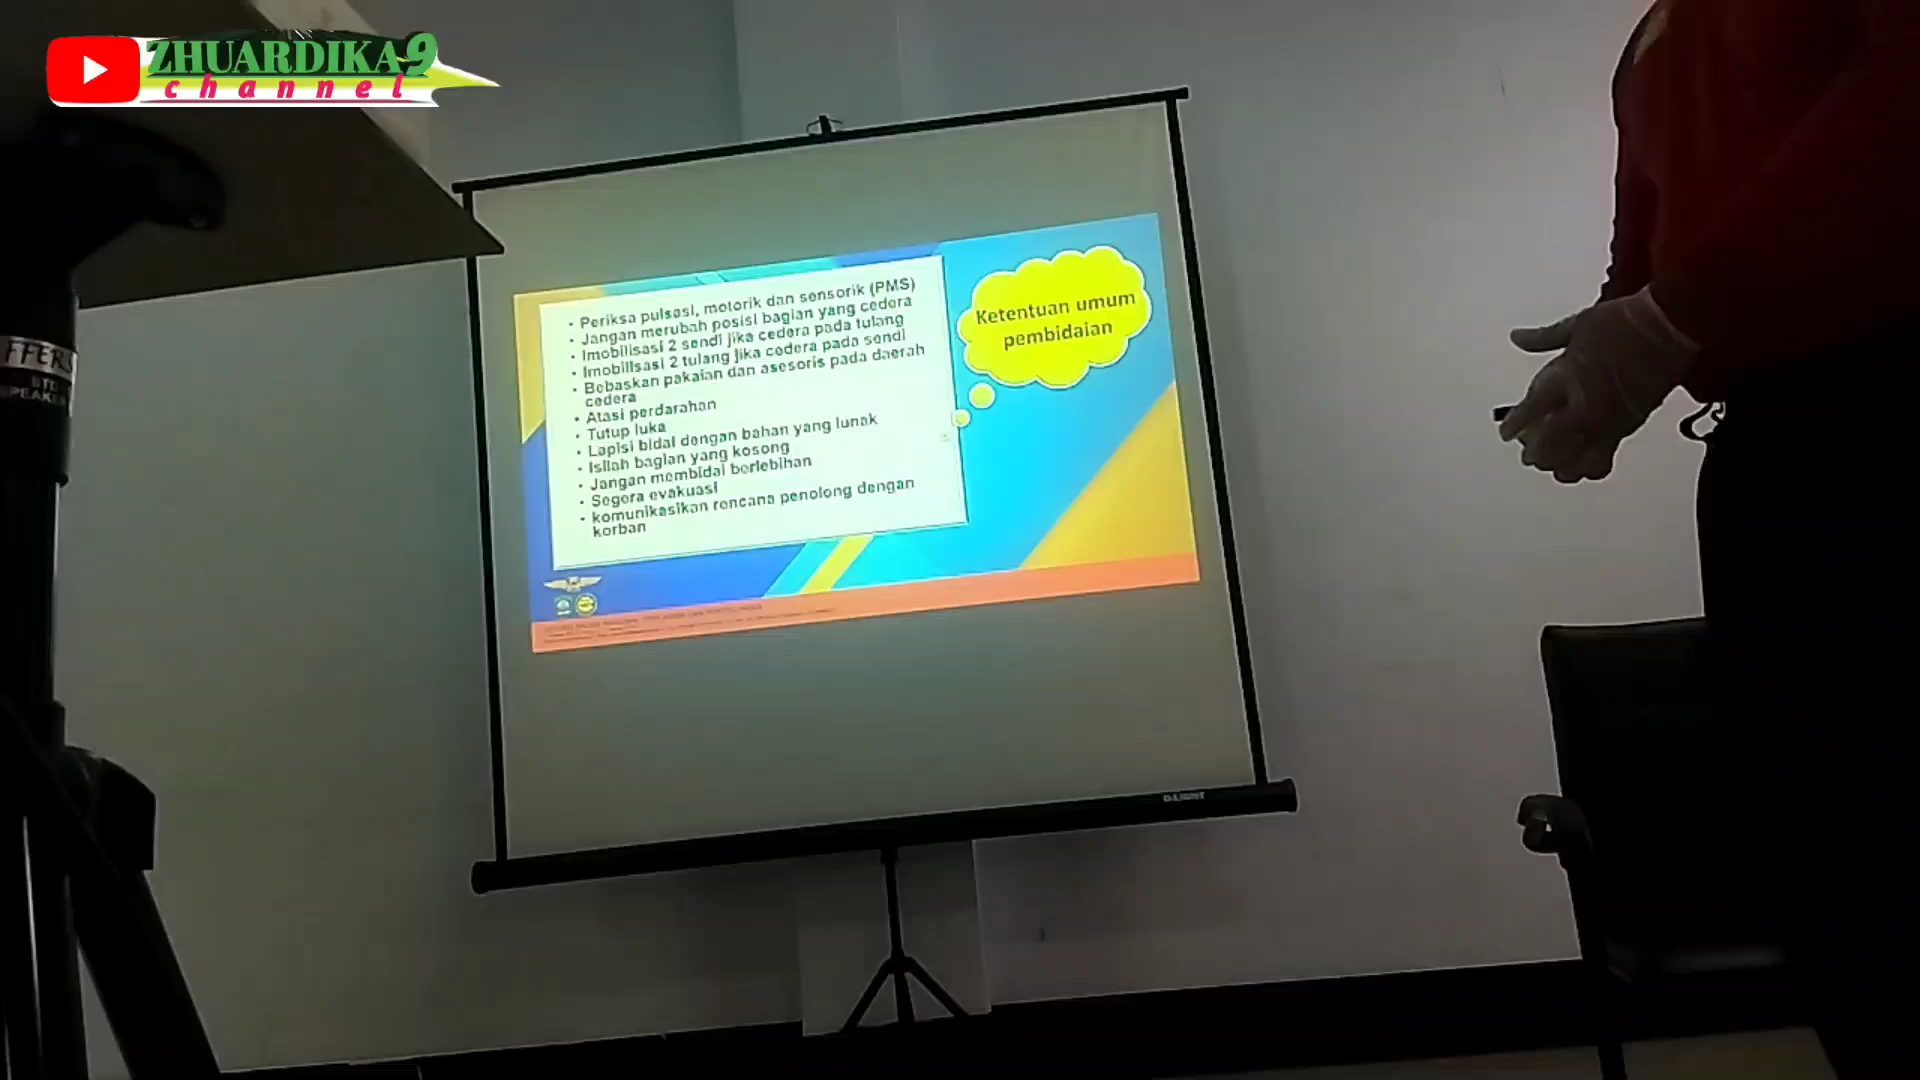 ZHUARDIKA9
channel
Periksa pulsasi, motorik dan sensorik (PMS)
Jangan merubah posisi bagian yang cedera
Imobilisasi 2 sendi jika cedera pada tulang
Imobilisasi 2 tulang jika cedera pada sendi
Bebaskan pakaian dan asesoris pada daerah
cedera
Atasi perdarahan
Tutup luka
Lapisi bidai dengan bahan yang lunak
Isilah bagian yang kosong
Jangan membidai berlebihan
Segera evakuasi
komunikasikan rencana penolong dengan
korban
Ketentuan umum
pembidaian
D-LIGHT